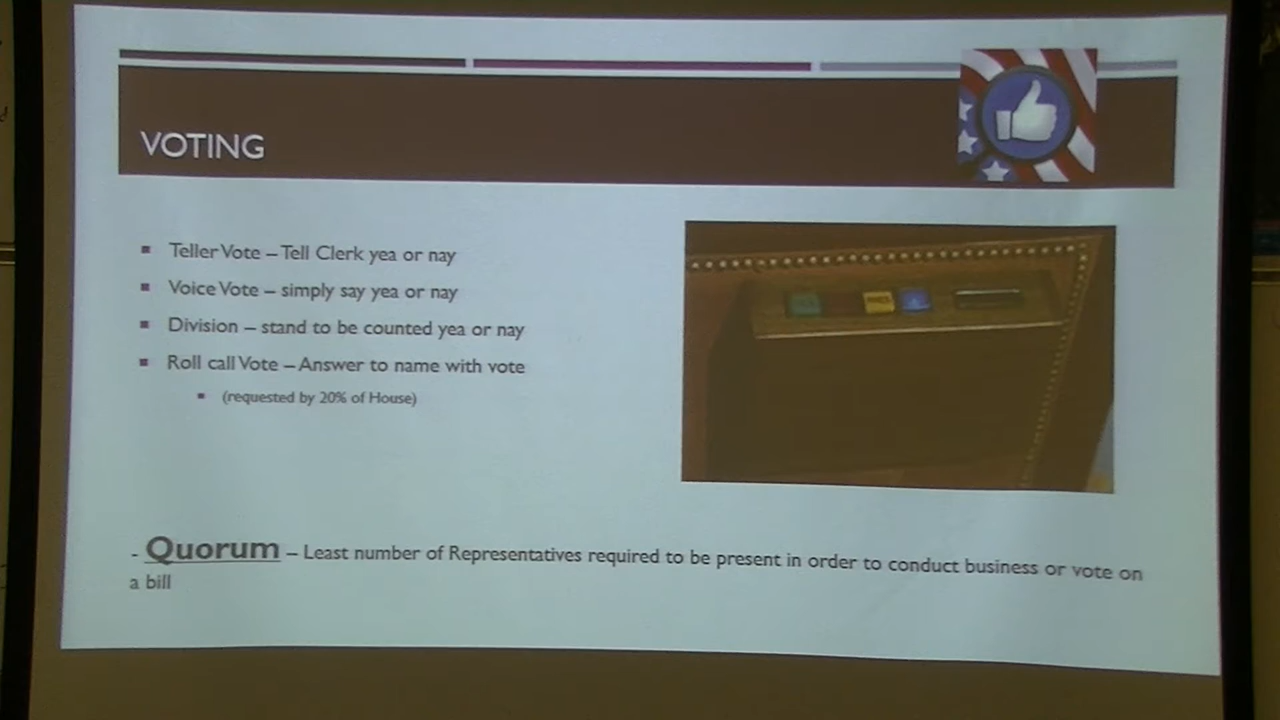 VOTING
Teller Vote – Tell Clerk yea or nay
Voice Vote – simply say yea or nay
Division – stand to be counted yea or nay
Roll call Vote – Answer to name with vote
(requested by 20% of House)
- Quorum – Least number of Representatives required to be present in order to conduct business or vote on
a bill